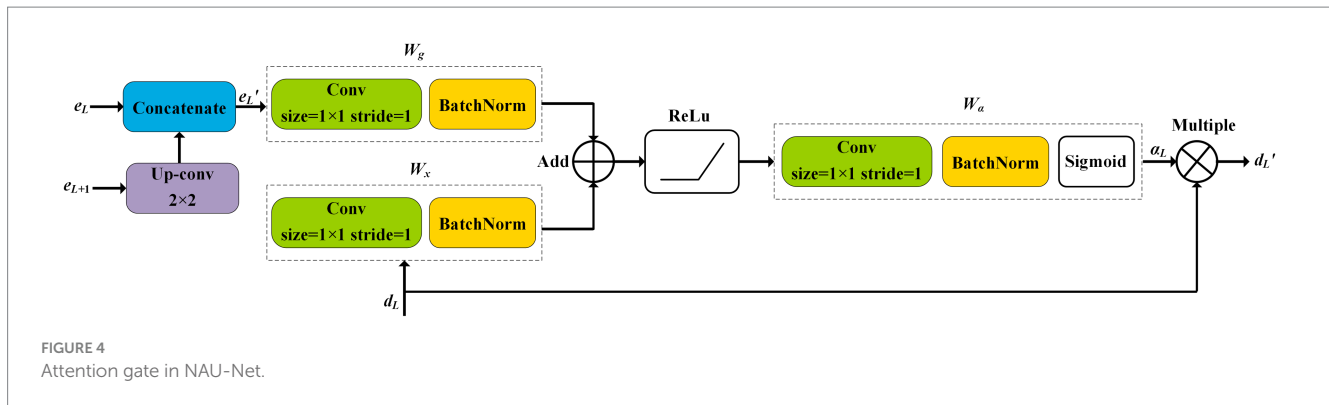 W_g
e_L
Concatenate
e_L'
Conv
size=1×1 stride=1
BatchNorm
e_{L+1}
Up-conv
2×2
W_x
Conv
size=1×1 stride=1
BatchNorm
d_L
Add
ReLu
W_α
Conv
size=1×1 stride=1
BatchNorm
Sigmoid
α_L
Multiple
d_L'
FIGURE 4
Attention gate in NAU-Net.